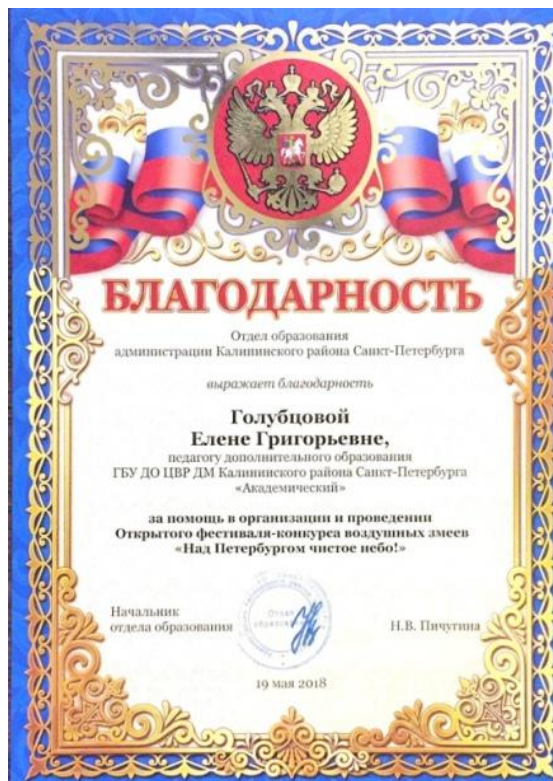 БЛАГОДАРНОСТЬ
Отдел образования
администрации Калининского района Санкт-Петербурга
выражает благодарность
Голубцовой
Елене Григорьевне,
педагогу дополнительного образования
ГБУ ДО ЦВР ДМ Калининского района Санкт-Петербурга
«Академический»
за помощь в организации и проведении
Открытого фестиваля-конкурса воздушных змеев
«Над Петербургом чистое небо!»
Начальник
отдела образования
Отдел
образования
Н.В. Пичугина
19 мая 2018